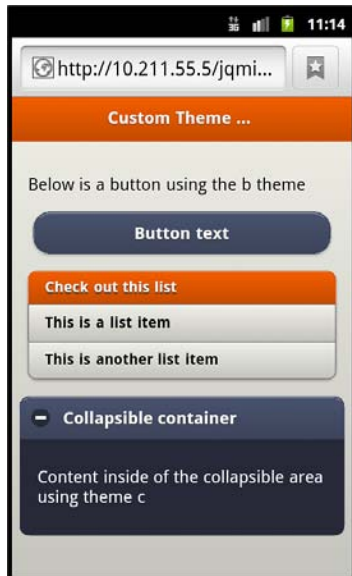 3G 11:14
http://10.211.55.5/jqmi...
Custom Theme ...
Below is a button using the b theme
Button text
Check out this list
This is a list item
This is another list item
Collapsible container
Content inside of the collapsible area
using theme c